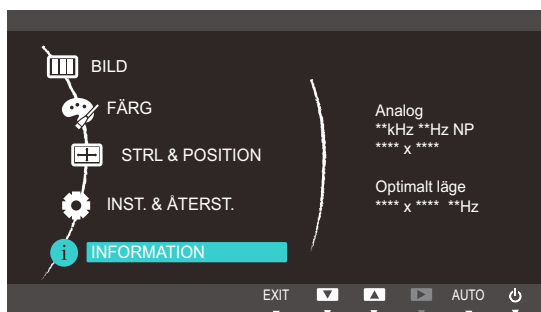 BILD
FÄRG
STRL & POSITION
INST. & ÅTERST.
i INFORMATION
Analog
**kHz **Hz NP
**** x ****
Optimalt läge
**** x **** **Hz
EXIT AUTO